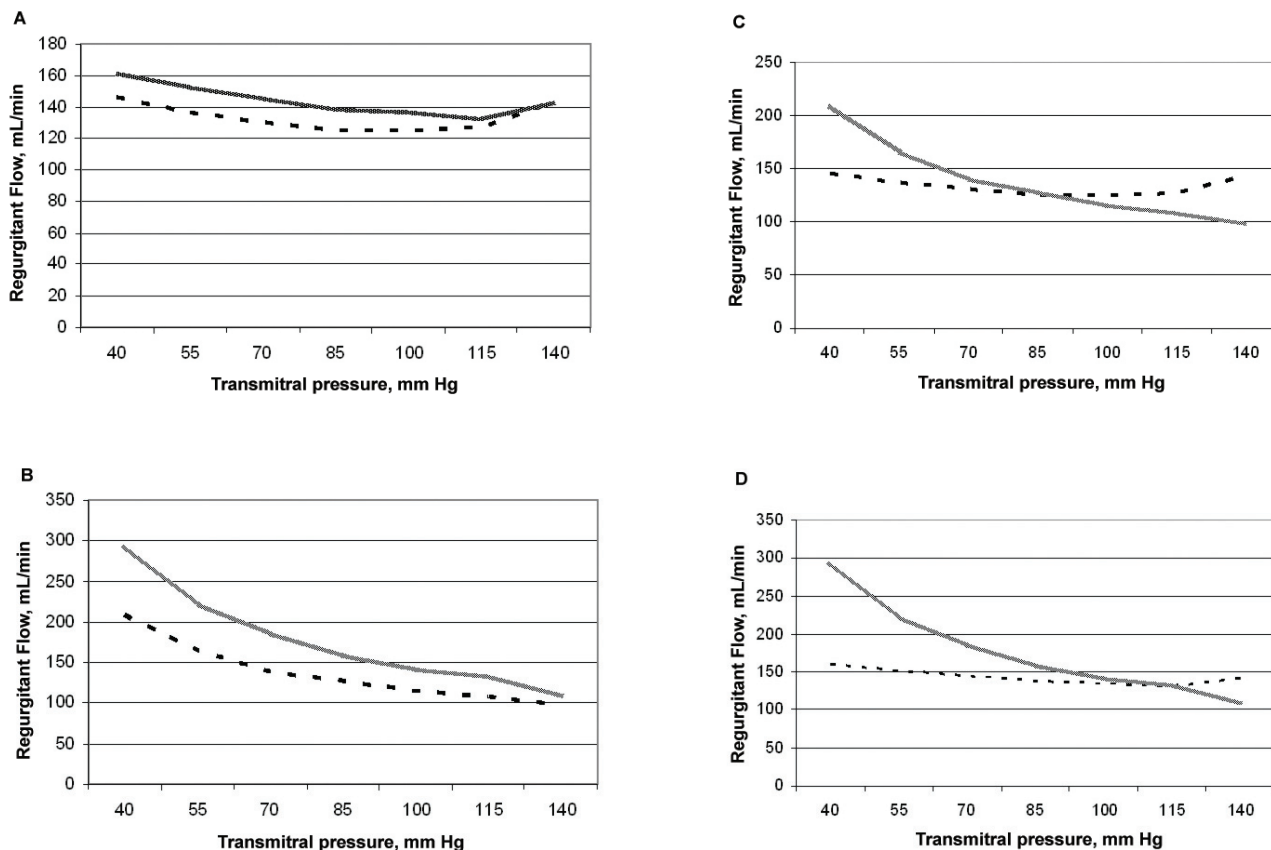 A
180
160
140
120
100
80
60
40
20
0
Regurgitant Flow, mL/min
40 55 70 85 100 115 140
Transmitral pressure, mm Hg
B
350
300
250
200
150
100
50
0
Regurgitant Flow, mL/min
40 55 70 85 100 115 140
Transmitral pressure, mm Hg
C
250
200
150
100
50
0
Regurgitant Flow, mL/min
40 55 70 85 100 115 140
Transmitral pressure, mm Hg
D
350
300
250
200
150
100
50
0
Regurgitant Flow, mL/min
40 55 70 85 100 115 140
Transmitral pressure, mm Hg